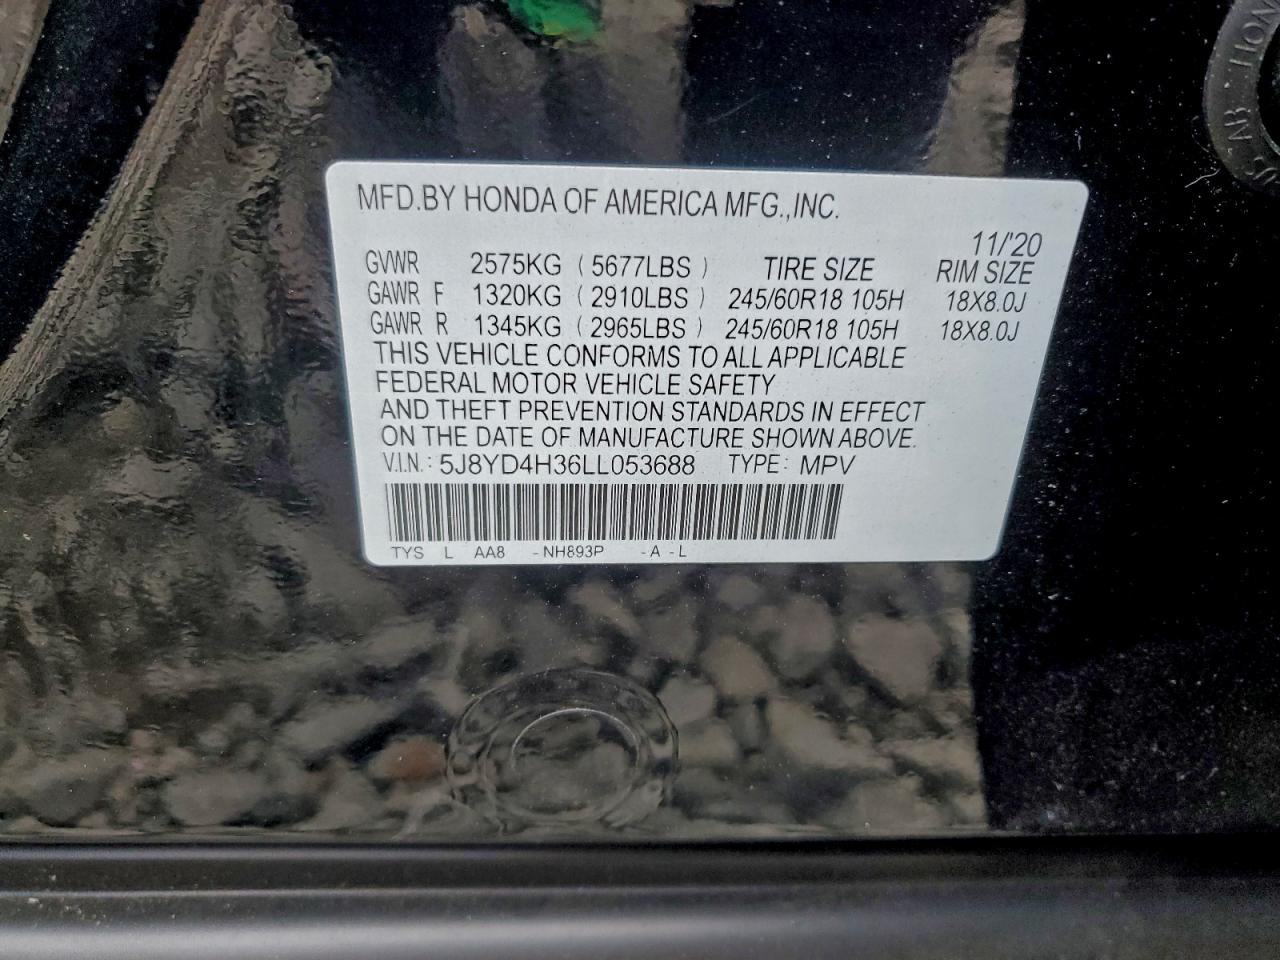 MFD.BY HONDA OF AMERICA MFG.,INC.
11/'20
GVWR 2575KG ( 5677LBS ) TIRE SIZE RIM SIZE
GAWR F 1320KG ( 2910LBS ) 245/60R18 105H 18X8.0J
GAWR R 1345KG ( 2965LBS ) 245/60R18 105H 18X8.0J
THIS VEHICLE CONFORMS TO ALL APPLICABLE
FEDERAL MOTOR VEHICLE SAFETY
AND THEFT PREVENTION STANDARDS IN EFFECT
ON THE DATE OF MANUFACTURE SHOWN ABOVE.
V.I.N.: 5J8YD4H36LL053688 TYPE: MPV
TYS L AA8 -NH893P -A -L